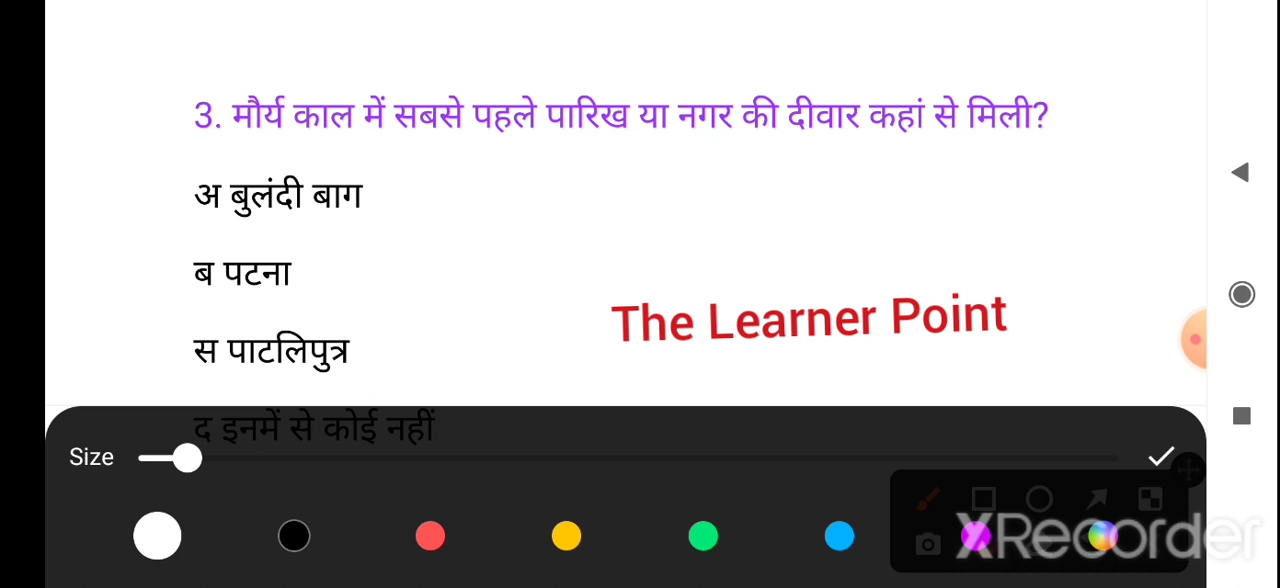 3. मौर्य काल में सबसे पहले पारिख या नगर की दीवार कहां से मिली?
अ बुलंदी बाग
ब पटना
The Learner Point
स पाटलिपुत्र
द इनमें से कोई नहीं
Size
XRecorder